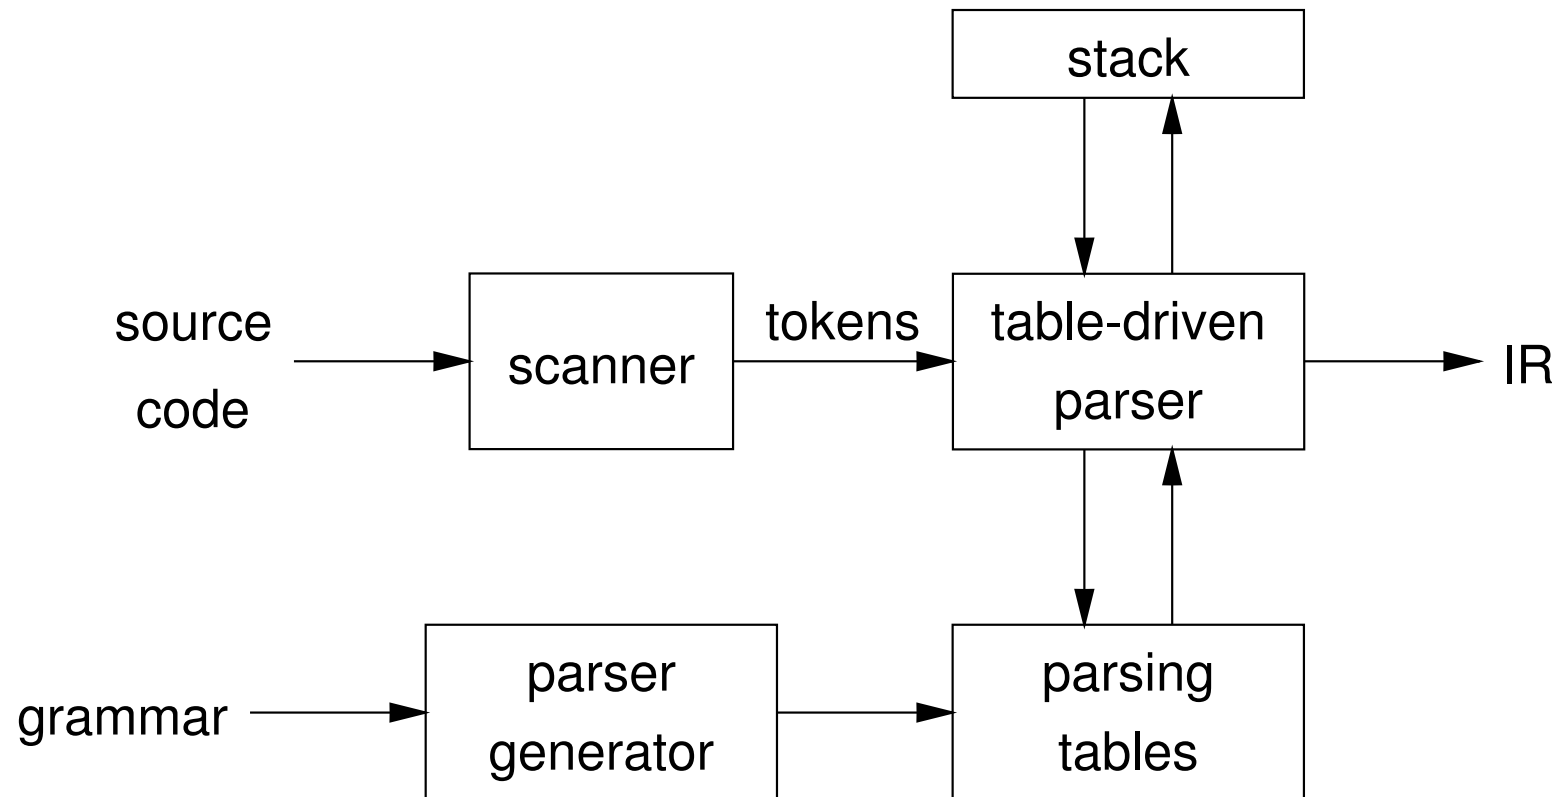 stack
source
code
scanner
tokens
table-driven
parser
IR
grammar
parser
generator
parsing
tables